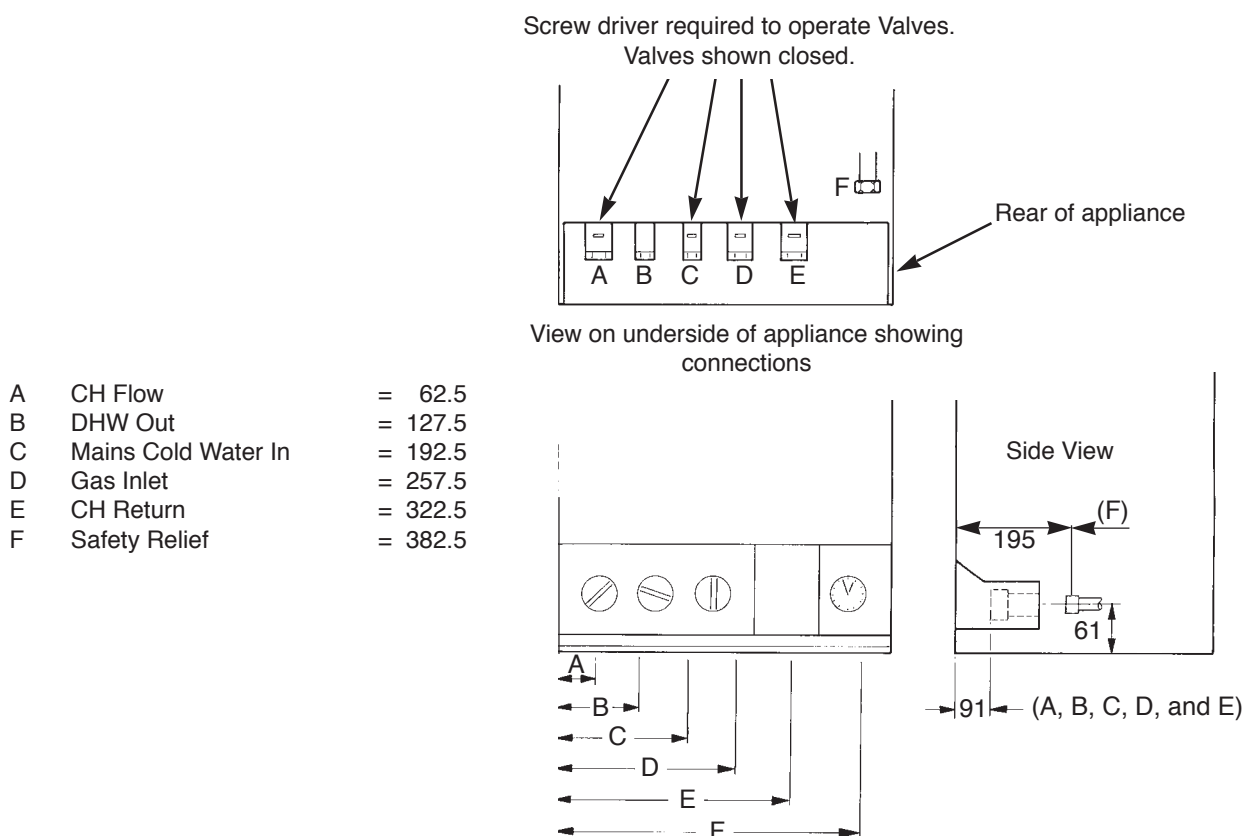 Screw driver required to operate Valves.
Valves shown closed.
F
Rear of appliance
A B C D E
View on underside of appliance showing
connections
A CH Flow = 62.5
B DHW Out = 127.5
C Mains Cold Water In = 192.5
D Gas Inlet = 257.5
E CH Return = 322.5
F Safety Relief = 382.5
Side View
(F)
195
61
A
B
91 (A, B, C, D, and E)
C
D
E
F